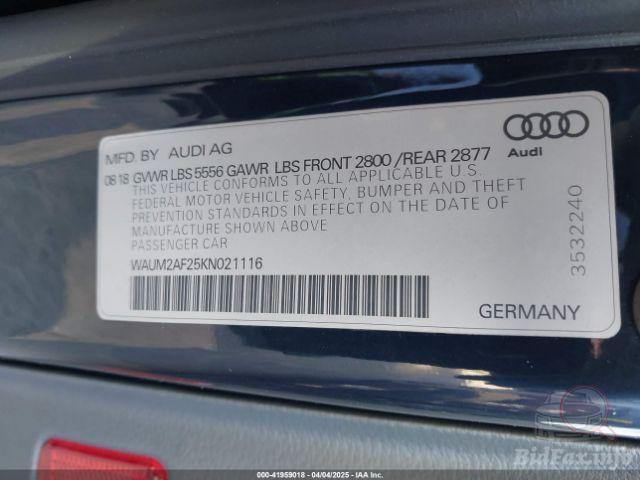 MFD. BY AUDI AG
0818 GVWR LBS 5556 GAWR LBS FRONT 2800 /REAR 2877
THIS VEHICLE CONFORMS TO ALL APPLICABLE U.S.
FEDERAL MOTOR VEHICLE SAFETY, BUMPER AND THEFT
PREVENTION STANDARDS IN EFFECT ON THE DATE OF
MANUFACTURE SHOWN ABOVE
PASSENGER CAR
WAUM2AF25KN021116
Audi
3532240
GERMANY
BidFax.info
000-41959018 - 04/04/2025 - IAA Inc.